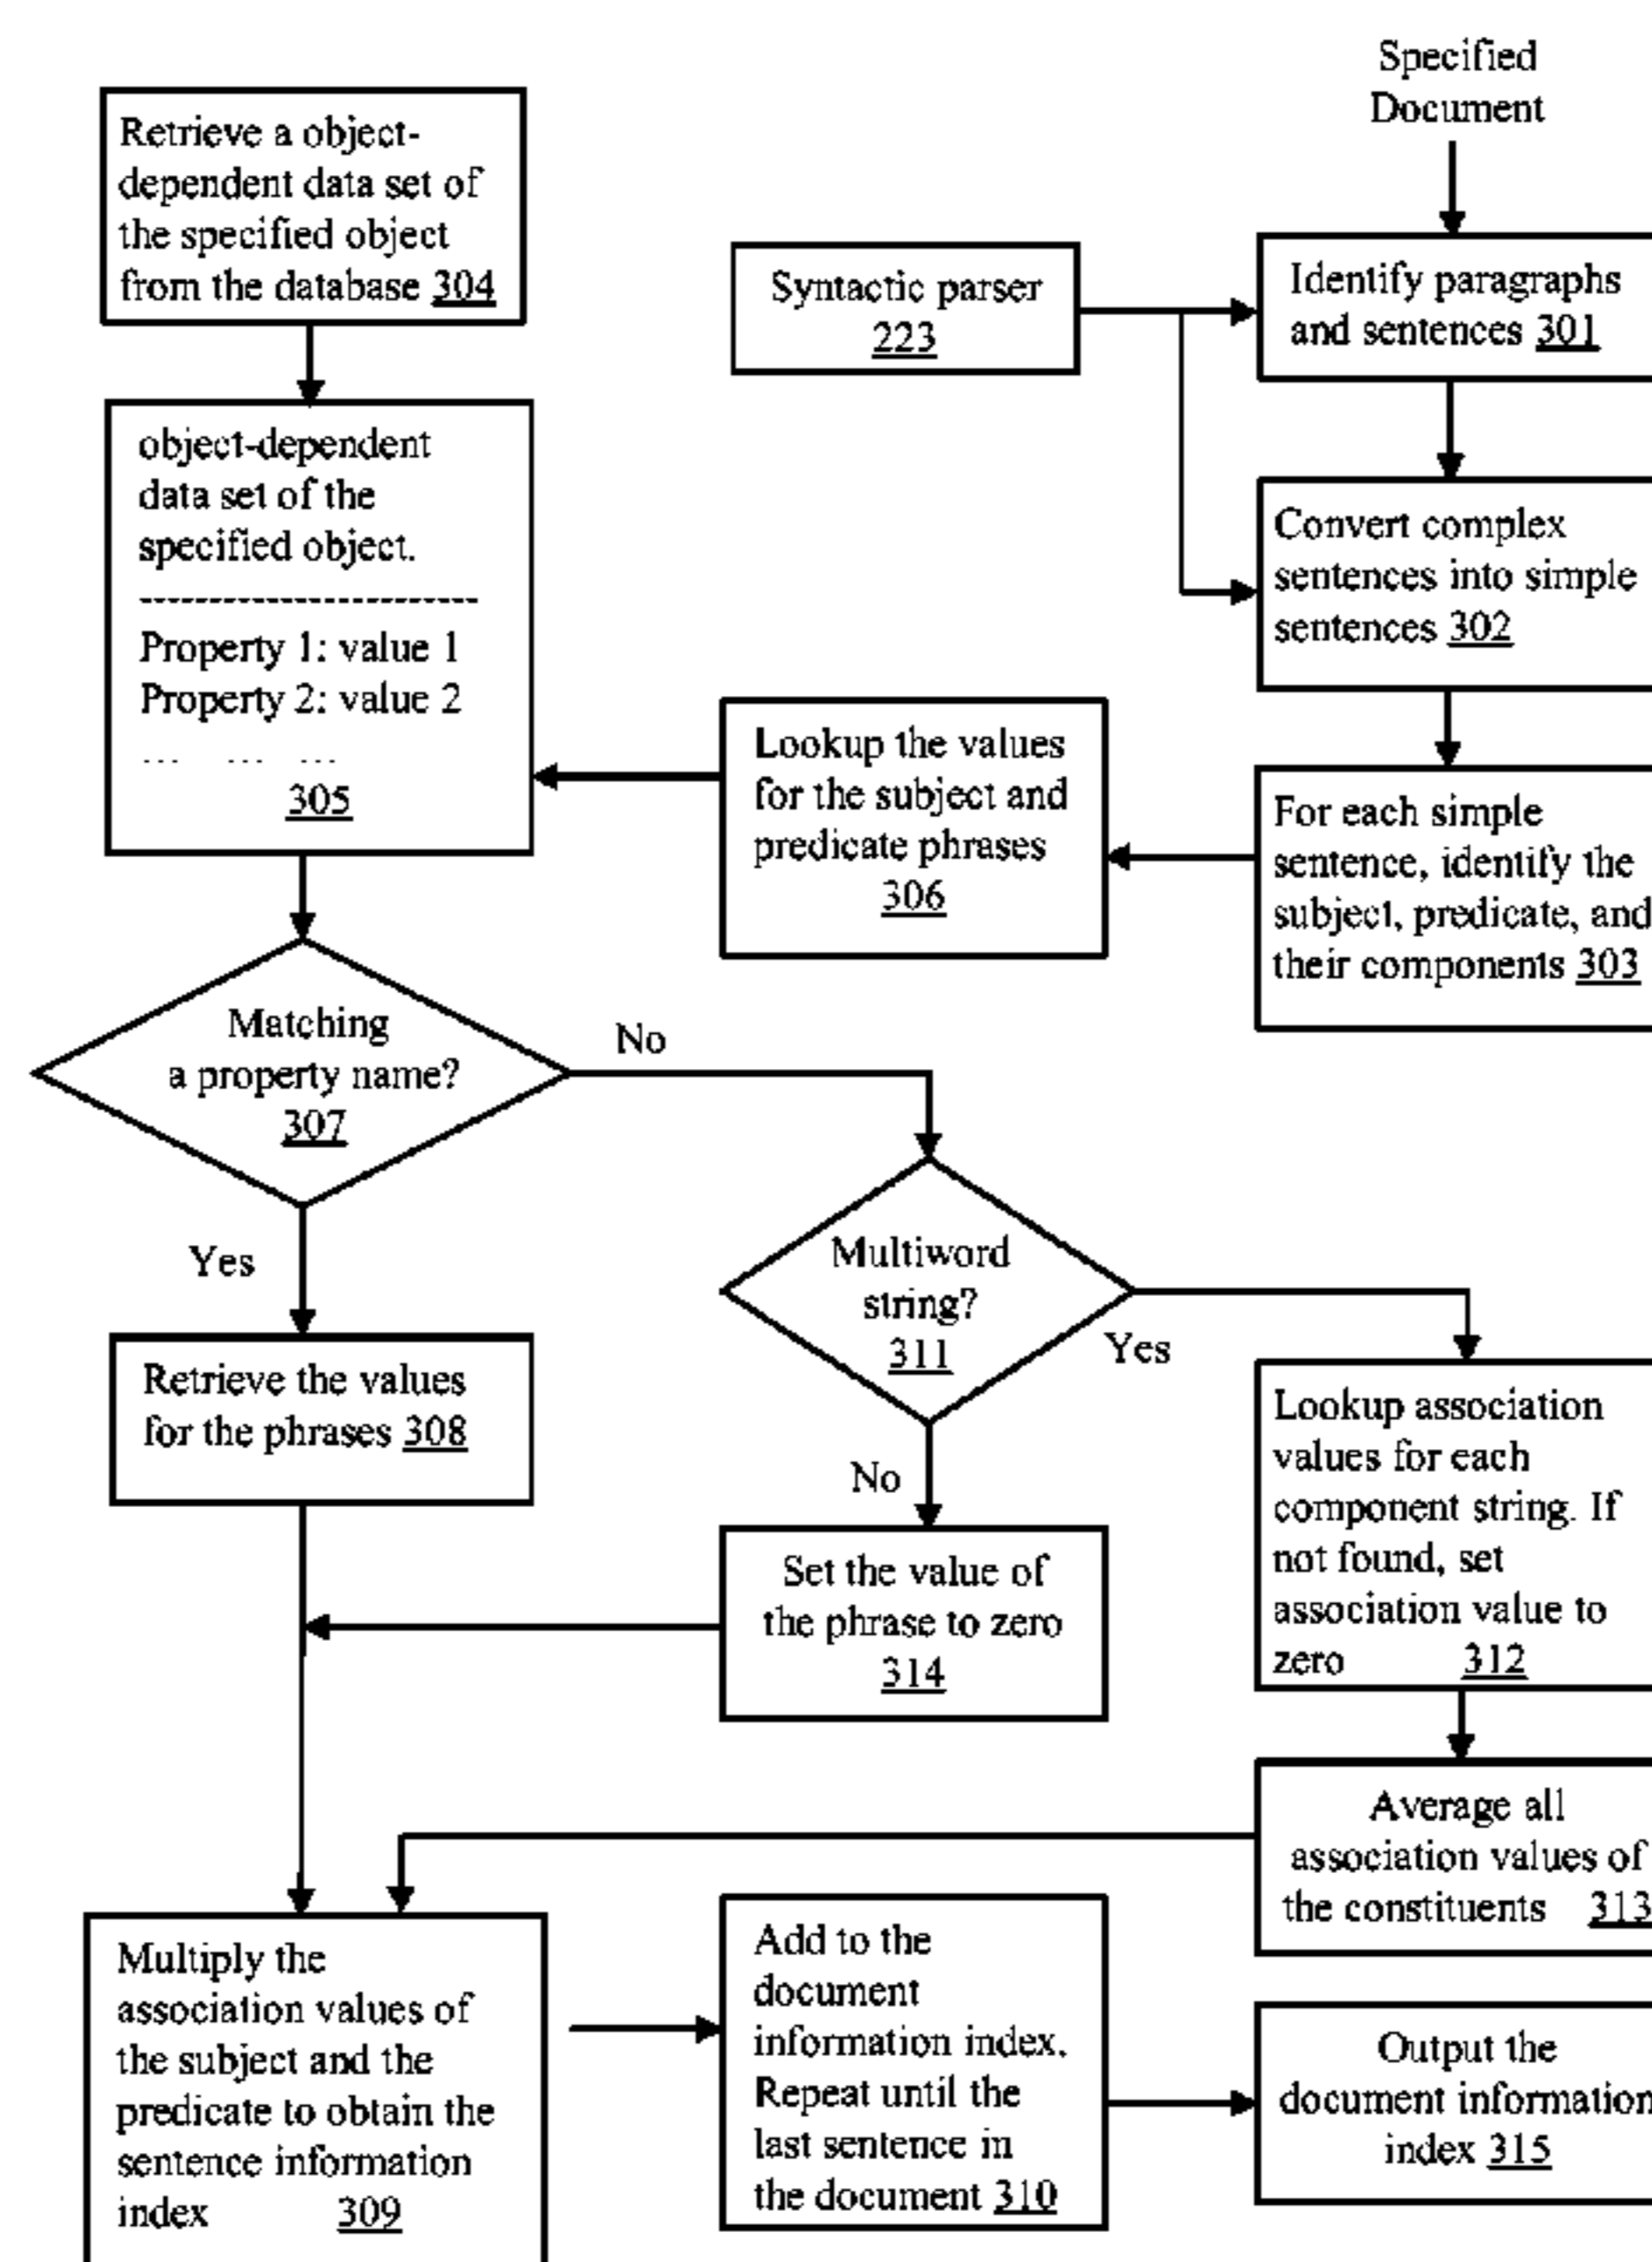 Specified
Document
Retrieve a object-
dependent data set of
the specified object
from the database 304
Syntactic parser
223
Identify paragraphs
and sentences 301
object-dependent
data set of the
specified object.
------------------------
Property 1: value 1
Property 2: value 2
... ... ...
305
Convert complex
sentences into simple
sentences 302
Lookup the values
for the subject and
predicate phrases
306
For each simple
sentence, identify the
subject, predicate, and
their components 303
Matching
a property name?
307
No
Yes
Multiword
string?
311
Yes
No
Retrieve the values
for the phrases 308
Lookup association
values for each
component string. If
not found, set
association value to
zero 312
Set the value of
the phrase to zero
314
Average all
association values of
the constituents 313
Multiply the
association values of
the subject and the
predicate to obtain the
sentence information
index 309
Add to the
document
information index.
Repeat until the
last sentence in
the document 310
Output the
document information
index 315